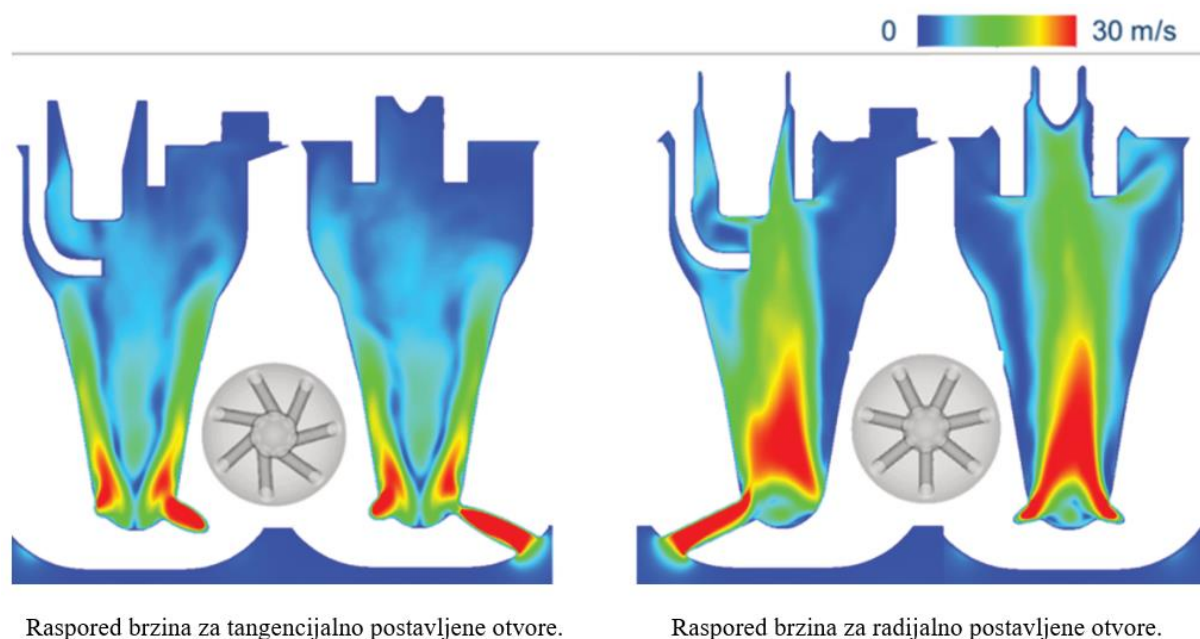 0 30 m/s
Raspored brzina za tangencijalno postavljene otvore.
Raspored brzina za radijalno postavljene otvore.